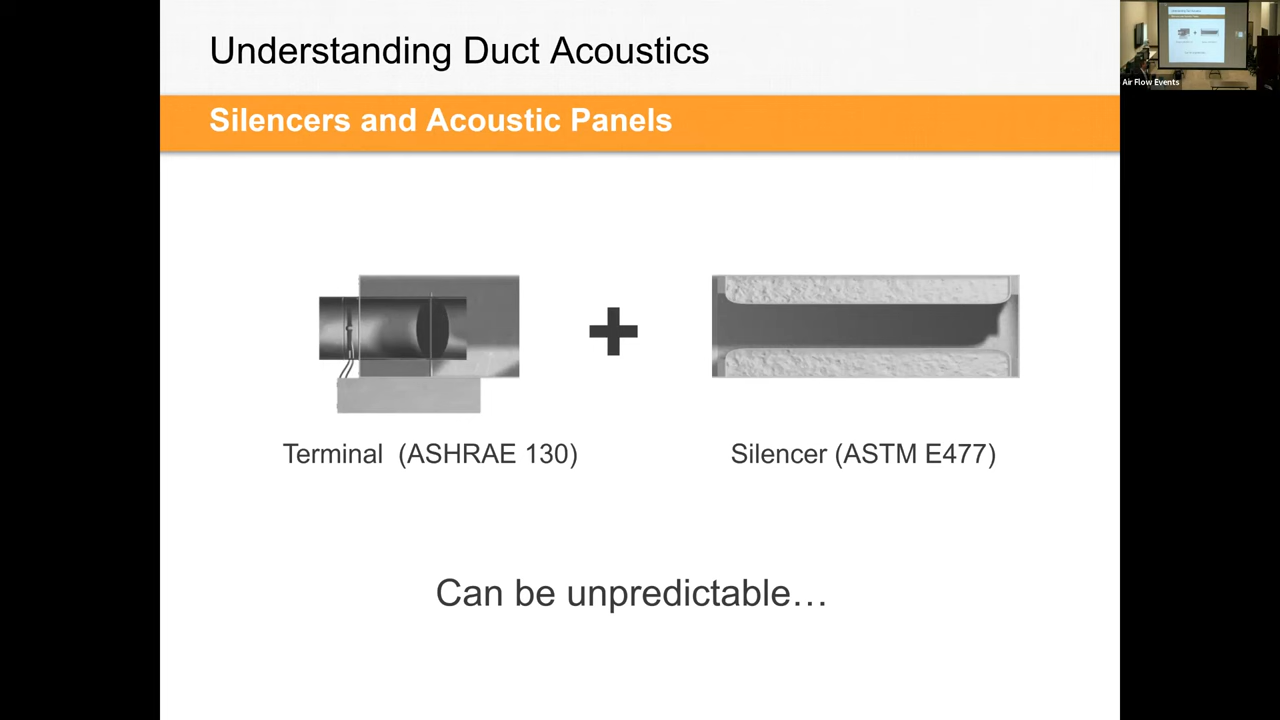 Understanding Duct Acoustics
Silencers and Acoustic Panels
Terminal (ASHRAE 130)
Silencer (ASTM E477)
Can be unpredictable…
Air Flow Events